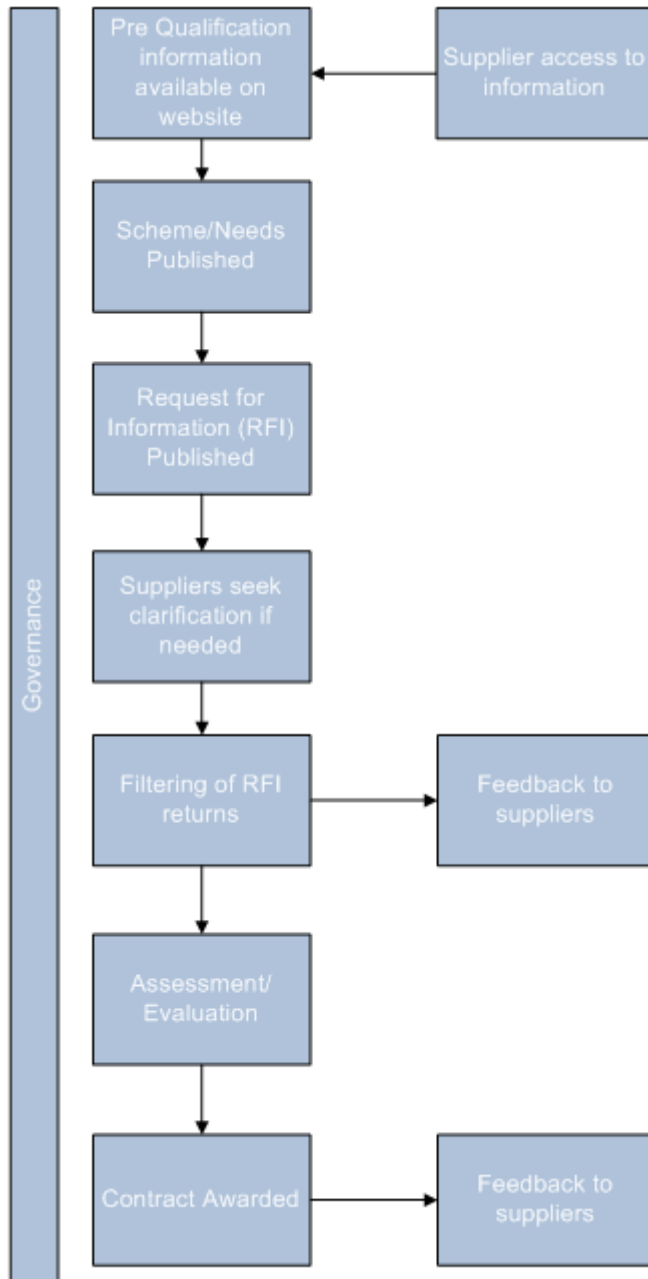 Pre Qualification
information
available on
website
Supplier access to
information
Scheme/Needs
Published
Request for
Information (RFI)
Published
Suppliers seek
clarification if
needed
Governance
Filtering of RFI
returns
Feedback to
suppliers
Assessment/
Evaluation
Contract Awarded
Feedback to
suppliers